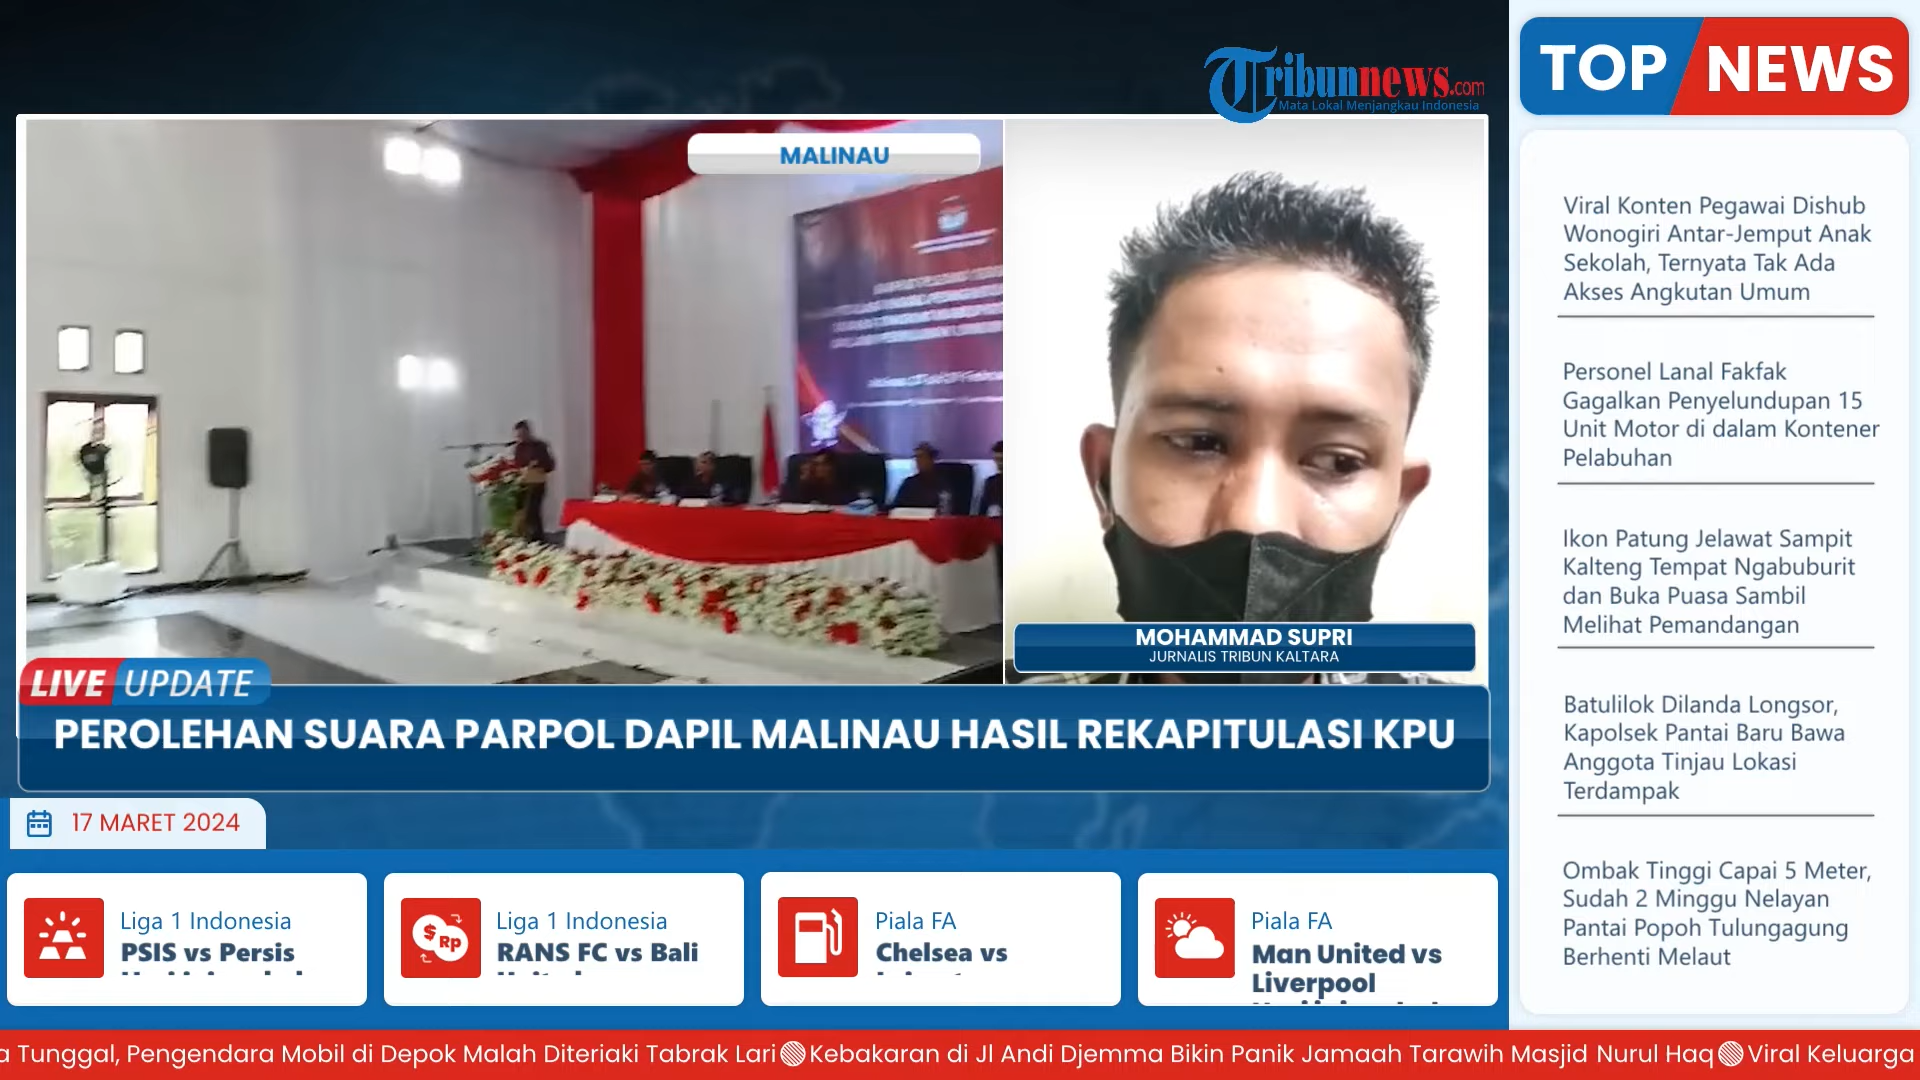 Tribunnews.com
Mata Lokal Menjangkau Indonesia
TOP NEWS
MALINAU
MOHAMMAD SUPRI
JURNALIS TRIBUN KALTARA
LIVE UPDATE
PEROLEHAN SUARA PARPOL DAPIL MALINAU HASIL REKAPITULASI KPU
17 MARET 2024
Liga 1 Indonesia
PSIS vs Persis
Liga 1 Indonesia
RANS FC vs Bali
Piala FA
Chelsea vs
Piala FA
Man United vs
Liverpool
Viral Konten Pegawai Dishub
Wonogiri Antar-Jemput Anak
Sekolah, Ternyata Tak Ada
Akses Angkutan Umum
Personel Lanal Fakfak
Gagalkan Penyelundupan 15
Unit Motor di dalam Kontener
Pelabuhan
Ikon Patung Jelawat Sampit
Kalteng Tempat Ngabuburit
dan Buka Puasa Sambil
Melihat Pemandangan
Batulilok Dilanda Longsor,
Kapolsek Pantai Baru Bawa
Anggota Tinjau Lokasi
Terdampak
Ombak Tinggi Capai 5 Meter,
Sudah 2 Minggu Nelayan
Pantai Popoh Tulungagung
Berhenti Melaut
a Tunggal, Pengendara Mobil di Depok Malah Diteriaki Tabrak Lari Kebakaran di Jl Andi Djemma Bikin Panik Jamaah Tarawih Masjid Nurul Haq Viral Keluarga